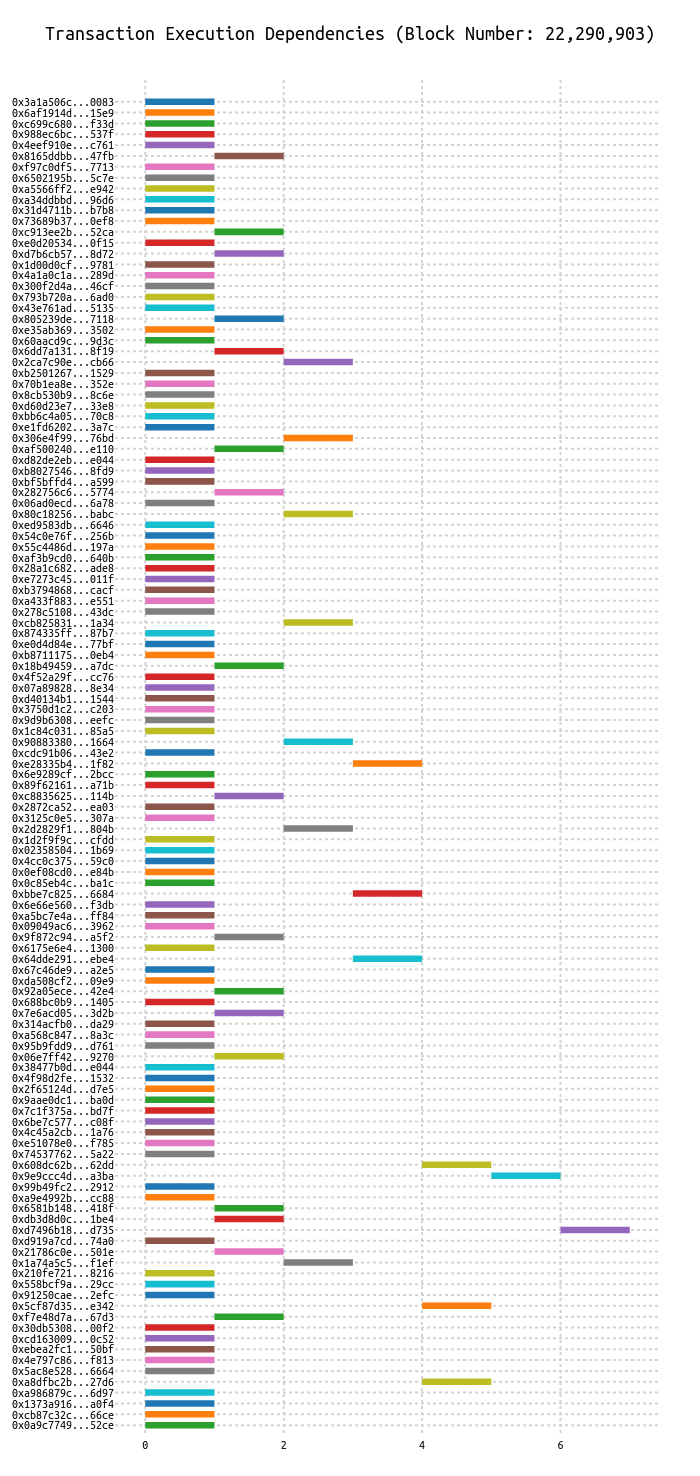 Transaction Execution Dependencies (Block Number: 22,290,903)
0x3a1a506c...0083
0x6af1914d...15e9
0xc699c680...f33d
0x988ec6bc...537f
0x4eef910e...c761
0x8165ddbb...47fb
0xf97c0df5...7713
0x6502195b...5c7e
0xa5566ff2...e942
0xa34ddbbd...96d6
0x31d4711b...b7b8
0x73689b37...0ef8
0xc913ee2b...52ca
0xe0d20534...0f15
0xd7b6cb57...8d72
0x1d00d0cf...9781
0x4a1a0c1a...289d
0x300f2d4a...46cf
0x793b720a...6ad0
0x43e761ad...5135
0x805239de...7118
0xe35ab369...3502
0x60aacd9c...9d3c
0x6dd7a131...8f19
0x2ca7c90e...cb66
0xb2501267...1529
0x70b1ea8e...352e
0x8cb530b9...8c6e
0xd60d23e7...33e8
0xbb6c4a05...70c8
0xe1fd6202...3a7c
0x306e4f99...76bd
0xaf500240...e110
0xd82de2eb...e044
0xb8027546...8fd9
0xbf5bffd4...a599
0x282756c6...5774
0x06ad0ecd...6a78
0x80c18256...babc
0xed9583db...6646
0x54c0e76f...256b
0x55c4486d...197a
0xaf3b9cd0...640b
0x28a1c682...ade8
0xe7273c45...011f
0xb3794868...cacf
0xa433f883...e551
0x278c5108...43dc
0xcb825831...1a34
0x874335ff...87b7
0xe0d4d84e...77bf
0xb8711175...0eb4
0x18b49459...a7dc
0x4f52a29f...cc76
0x07a89828...8e34
0xd40134b1...1544
0x3750d1c2...c203
0x9d9b6308...eefc
0x1c84c031...85a5
0x90883380...1664
0xcdc91b06...43e2
0xe28335b4...1f82
0x6e9289cf...2bcc
0x89f62161...a71b
0xc8835625...114b
0x2872ca52...ea03
0x3125c0e5...307a
0x2d2829f1...804b
0x1d2f9f9c...cfdd
0x02358504...1b69
0x4cc0c375...59c0
0x0ef08cd0...e84b
0x0c85eb4c...ba1c
0xbbe7c825...6684
0x6e66e560...f3db
0xa5bc7e4a...ff84
0x09049ac6...3962
0x9f872c94...a5f2
0x6175e6e4...1300
0x64dde291...ebe4
0x67c46de9...a2e5
0xda508cf2...09e9
0x92a05ece...42e4
0x688bc0b9...1405
0x7e6acd05...3d2b
0x314acfb0...da29
0xa568c847...8a3c
0x95b9fdd9...d761
0x06e7ff42...9270
0x38477b0d...e044
0x4f98d2fe...1532
0x2f65124d...d7e5
0x9aae0dc1...ba0d
0x7c1f375a...bd7f
0x6be7c577...c08f
0x4c45a2cb...1a76
0xe51078e0...f785
0x74537762...5a22
0x608dc62b...62dd
0x9e9ccc4d...a3ba
0x99b49fc2...2912
0xa9e4992b...cc88
0x6581b148...418f
0xdb3d8d0c...1be4
0xd7496b18...d735
0xd919a7cd...74a0
0x21786c0e...501e
0x1a74a5c5...f1ef
0x210fe721...8216
0x558bcf9a...29cc
0x91250cae...2efc
0x5cf87d35...e342
0xf7e48d7a...67d3
0x30db5308...00f2
0xcd163009...0c52
0xebea2fc1...50bf
0x4e797c86...f813
0x5ac8e528...6664
0xa8dfbc2b...27d6
0xa986879c...6d97
0x1373a916...a0f4
0xcb87c32c...66ce
0x0a9c7749...52ce
0 2 4 6